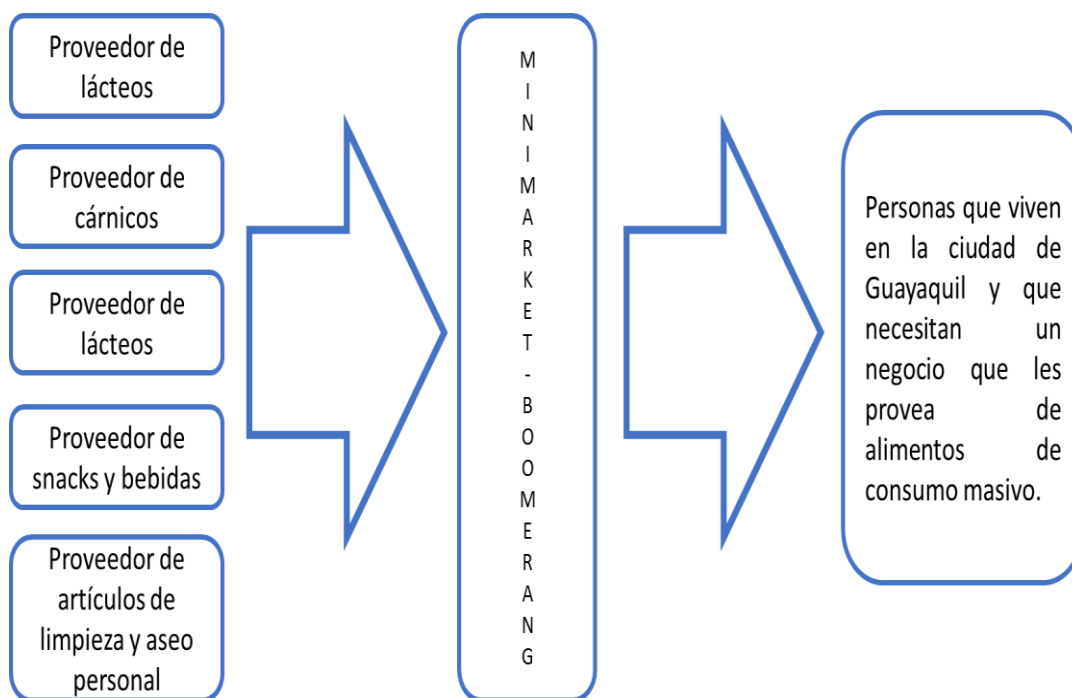 Proveedor de
lácteos
Proveedor de
cárnicos
Proveedor de
lácteos
Proveedor de
snacks y bebidas
Proveedor de
artículos de
limpieza y aseo
personal
M
I
N
I
M
A
R
K
E
T
-
B
O
O
M
E
R
A
N
G
Personas que viven
en la ciudad de
Guayaquil y que
necesitan un
negocio que les
provea de
alimentos de
consumo masivo.